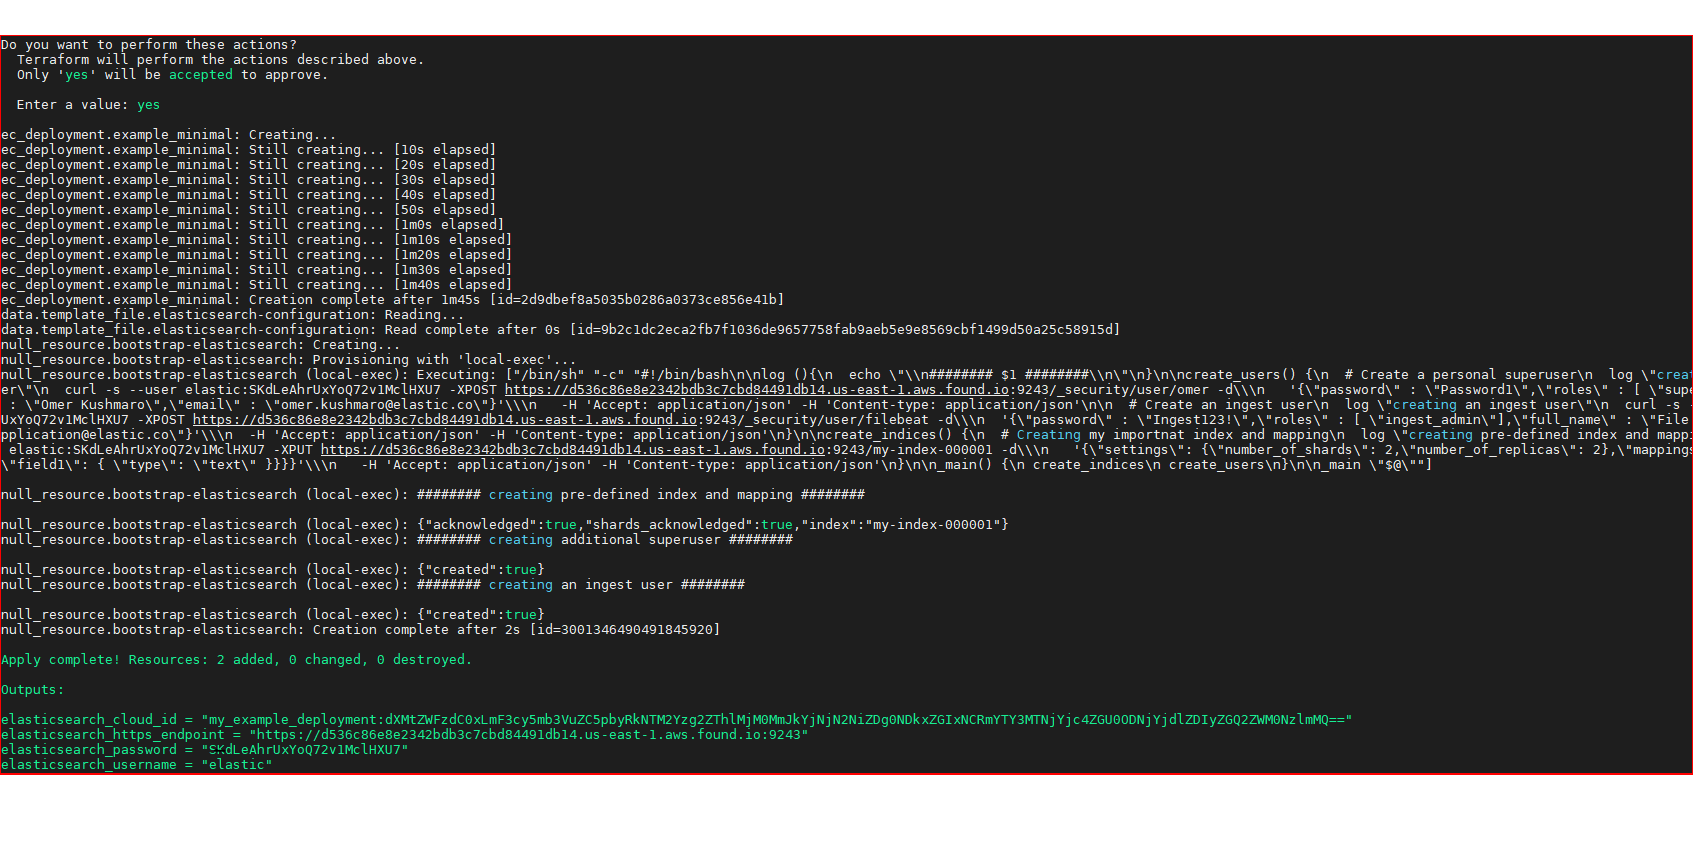 Do you want to perform these actions?
  Terraform will perform the actions described above.
  Only 'yes' will be accepted to approve.

  Enter a value: yes

ec_deployment.example_minimal: Creating...
ec_deployment.example_minimal: Still creating... [10s elapsed]
ec_deployment.example_minimal: Still creating... [20s elapsed]
ec_deployment.example_minimal: Still creating... [30s elapsed]
ec_deployment.example_minimal: Still creating... [40s elapsed]
ec_deployment.example_minimal: Still creating... [50s elapsed]
ec_deployment.example_minimal: Still creating... [1m0s elapsed]
ec_deployment.example_minimal: Still creating... [1m10s elapsed]
ec_deployment.example_minimal: Still creating... [1m20s elapsed]
ec_deployment.example_minimal: Still creating... [1m30s elapsed]
ec_deployment.example_minimal: Still creating... [1m40s elapsed]
ec_deployment.example_minimal: Creation complete after 1m45s [id=2d9dbef8a5035b0286a0373ce856e41b]
data.template_file.elasticsearch-configuration: Reading...
data.template_file.elasticsearch-configuration: Read complete after 0s [id=9b2c1dc2eca2fb7f1036de9657758fab9aeb5e9e8569cbf1499d50a25c58915d]
null_resource.bootstrap-elasticsearch: Creating...
null_resource.bootstrap-elasticsearch: Provisioning with 'local-exec'...
null_resource.bootstrap-elasticsearch (local-exec): Executing: ["/bin/sh" "-c" "#!/bin/bash\n\nlog (){\n  echo \"\\n######## $1 ########\\n\"\n}\n\ncreate_users() {\n  # Create a personal superuser\n  log \"creat
er\"\n  curl -s --user elastic:SKdLeAhrUxYoQ72v1MclHXU7 -XPOST https://d536c86e8e2342bdb3c7cbd84491db14.us-east-1.aws.found.io:9243/_security/user/omer -d\\\n   '{\"password\" : \"Password1\",\"roles\" : [ \"supe
 : \"Omer Kushmaro\",\"email\" : \"omer.kushmaro@elastic.co\"}'\\\n   -H 'Accept: application/json' -H 'Content-type: application/json'\n\n  # Create an ingest user\n  log \"creating an ingest user\"\n  curl -s -
UxYoQ72v1MclHXU7 -XPOST https://d536c86e8e2342bdb3c7cbd84491db14.us-east-1.aws.found.io:9243/_security/user/filebeat -d\\\n  '{\"password\" : \"Ingest123!\",\"roles\" : [ \"ingest_admin\"],\"full_name\" : \"File
pplication@elastic.co\"}'\\\n  -H 'Accept: application/json' -H 'Content-type: application/json'\n}\n\ncreate_indices() {\n  # Creating my importnat index and mapping\n  log \"creating pre-defined index and mappi
 elastic:SKdLeAhrUxYoQ72v1MclHXU7 -XPUT https://d536c86e8e2342bdb3c7cbd84491db14.us-east-1.aws.found.io:9243/my-index-000001 -d\\\n   '{\"settings\": {\"number_of_shards\": 2,\"number_of_replicas\": 2},\"mappings
\"field1\": { \"type\": \"text\" }}}}'\\\n   -H 'Accept: application/json' -H 'Content-type: application/json'\n}\n\n_main() {\n create_indices\n create_users\n}\n\n_main \"$@\""]

null_resource.bootstrap-elasticsearch (local-exec): ######## creating pre-defined index and mapping ########

null_resource.bootstrap-elasticsearch (local-exec): {"acknowledged":true,"shards_acknowledged":true,"index":"my-index-000001"}
null_resource.bootstrap-elasticsearch (local-exec): ######## creating additional superuser ########

null_resource.bootstrap-elasticsearch (local-exec): {"created":true}
null_resource.bootstrap-elasticsearch (local-exec): ######## creating an ingest user ########

null_resource.bootstrap-elasticsearch (local-exec): {"created":true}
null_resource.bootstrap-elasticsearch: Creation complete after 2s [id=3001346490491845920]

Apply complete! Resources: 2 added, 0 changed, 0 destroyed.

Outputs:

elasticsearch_cloud_id = "my_example_deployment:dXMtZWFzdC0xLmF3cy5mb3VuZC5pbyRkNTM2Yzg2ZThlMjM0MmJkYjNjN2NiZDg0NDkxZGIxNCRmYTY3MTNjYjc4ZGU0ODNjYjdlZDIyZGQ2ZWM0NzlmMQ=="
elasticsearch_https_endpoint = "https://d536c86e8e2342bdb3c7cbd84491db14.us-east-1.aws.found.io:9243"
elasticsearch_password = "SKdLeAhrUxYoQ72v1MclHXU7"
elasticsearch_username = "elastic"